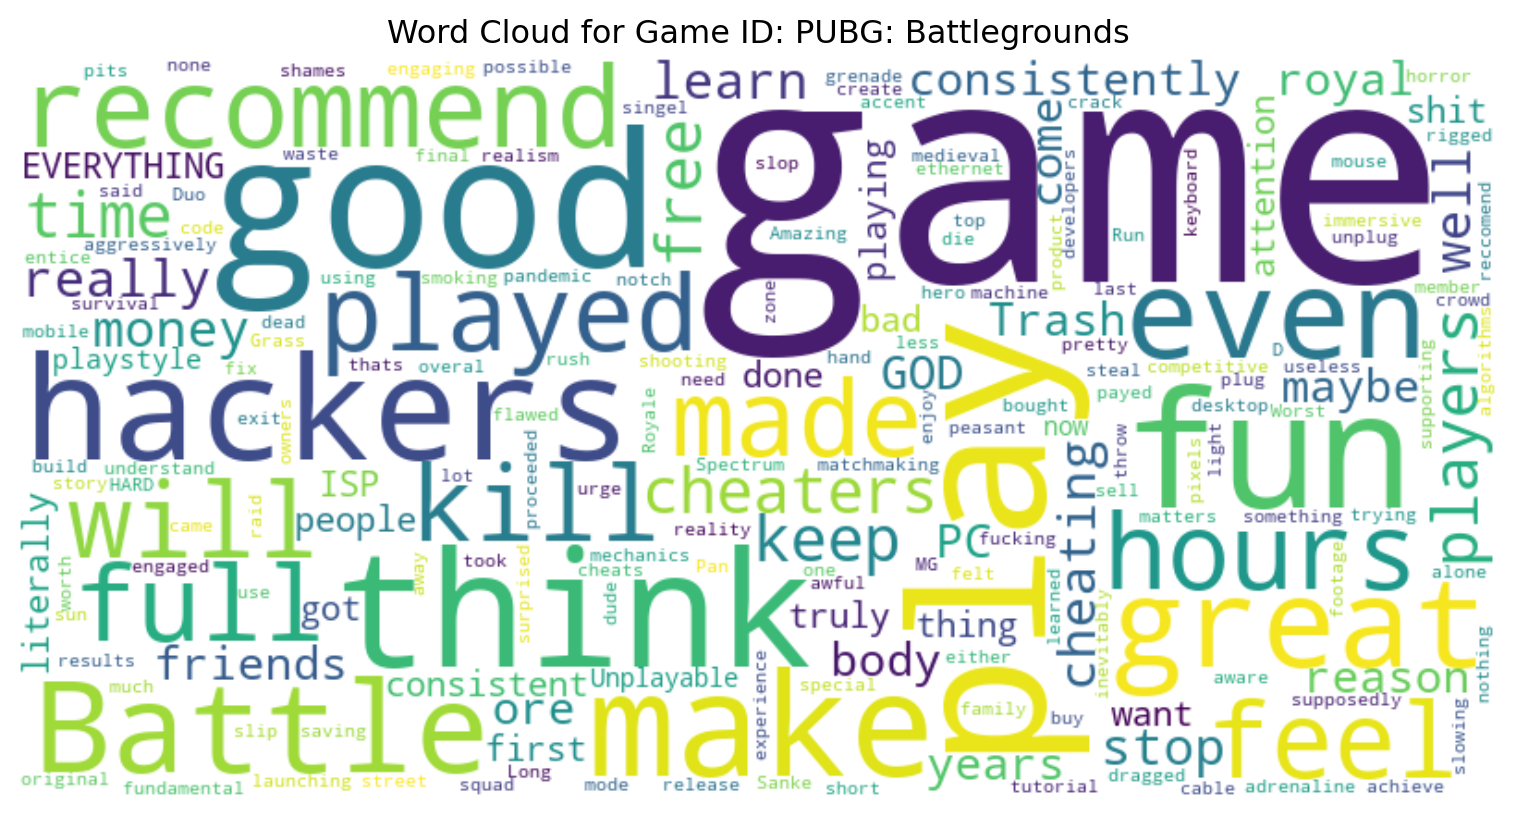 Word Cloud for Game ID: PUBG: Battlegrounds
pits none shames engaging possible
recommend learn grenade create consistently royal horror
singel accent crack shit
free game come attention rigged
EVERYTHING waste final realism slop playing medieval ethernet mouse well
good developers keyboard
said Duo top immersive reccomend
time code Amazing die product Run unplug
aggressively
entice
really using smoking pandemic notch last member
survival played zone hero machine crowd
mobile money dead bad Trash even algorithms
Grass less players
playstyle thats overal rush shooting hand pretty D
fix need done GOD steal competitive useless
hackers made play plug maybe supporting
exit owners flawed Royale enjoy bought payed desktop Worst
peasant now fun
throw light pixels
build understand lot Spectrum matchmaking cheating
story HARD ISP kill proceeded urge cheaters sell
literally will came raid people reality keep matters something trying
PC fucking hours
engaged away took surprised mechanics
full think cheats Pan one MG felt footage alone
worth use dude awful learned
sun got truly thing inevitably great
results friends body either nothing
much consistent Unplayable special experience aware reason
Battle make family supposedly
slip saving ore buy want feel
first years stop slowing
original fundamental launching street squad Long mode release Sanke short tutorial dragged cable adrenaline achieve